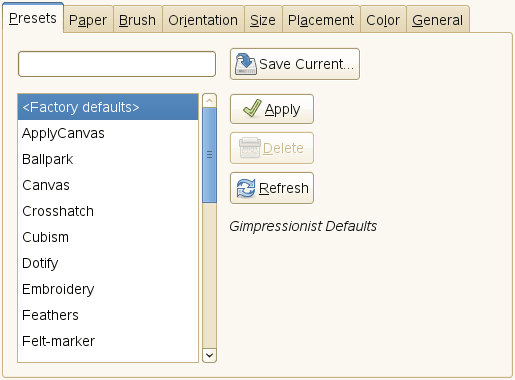 Presets Paper Brush Orientation Size Placement Color General
Save Current...
<Factory defaults>
ApplyCanvas
Ballpark
Canvas
Crosshatch
Cubism
Dotify
Embroidery
Feathers
Felt-marker
Apply
Delete
Refresh
Gimpressionist Defaults